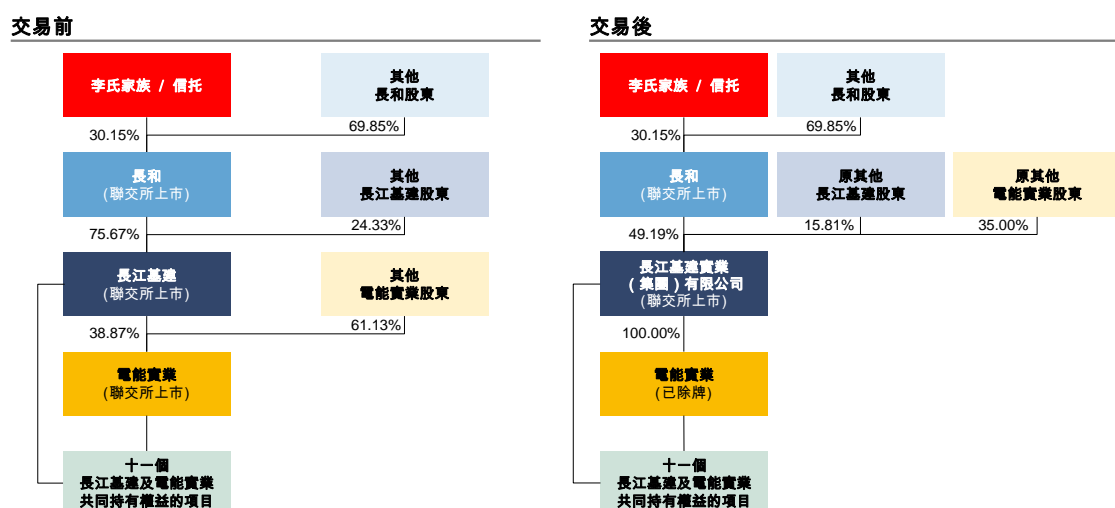 交易前
李氏家族 / 信托
其他
長和股東
30.15%
69.85%
長和
(聯交所上市)
其他
長江基建股東
75.67%
24.33%
長江基建
(聯交所上市)
其他
電能實業股東
38.87%
61.13%
電能實業
(聯交所上市)
十一個
長江基建及電能實業
共同持有權益的項目
交易後
李氏家族 / 信托
其他
長和股東
30.15%
69.85%
長和
(聯交所上市)
原其他
長江基建股東
原其他
電能實業股東
49.19%
15.81%
35.00%
長江基建實業
(集團)有限公司
(聯交所上市)
100.00%
電能實業
(已除牌)
十一個
長江基建及電能實業
共同持有權益的項目